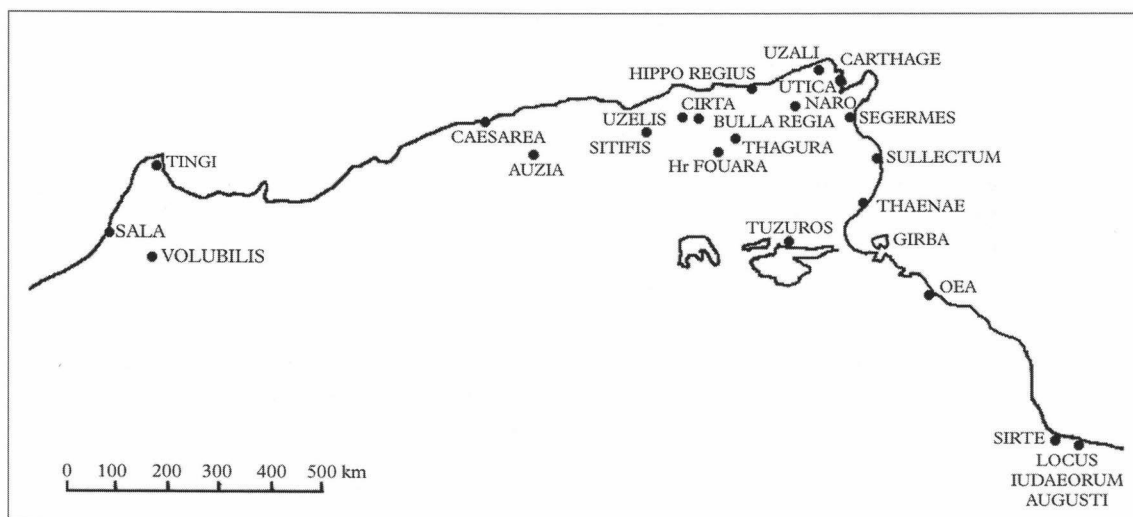 UZALI
CARTHAGE
HIPPO REGIUS
UTICA
CIRTA
NARO
UZELIS
BULLA REGIA
SEGERMES
CAESAREA
SITIFIS
THAGURA
AUZIA
Hr FOUARA
SULLECTUM
TINGI
THAENAE
SALA
TUZUROS
GIRBA
VOLUBILIS
OEA
SIRTE
LOCUS
IUDAEORUM
AUGUSTI
0 100 200 300 400 500 km